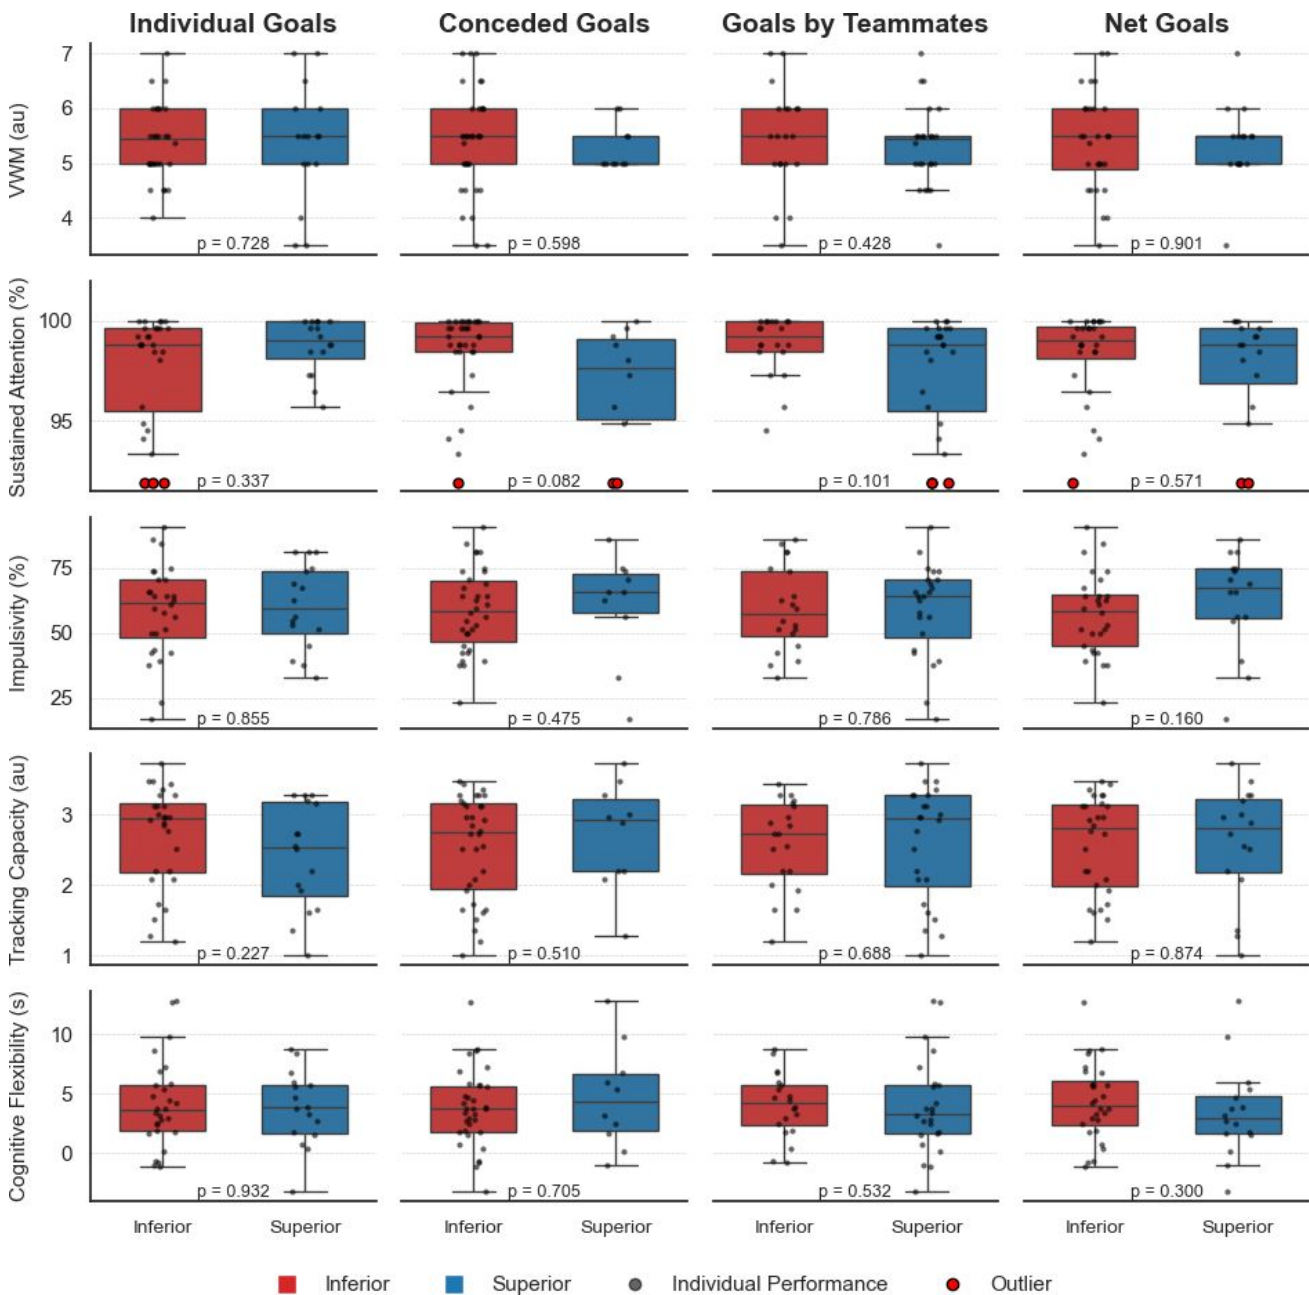 Individual Goals Conceded Goals Goals by Teammates Net Goals
VWM (au)
7
6
5
4
p = 0.728 p = 0.598 p = 0.428 p = 0.901
Sustained Attention (%)
100
95
p = 0.337 p = 0.082 p = 0.101 p = 0.571
Impulsivity (%)
75
50
25
p = 0.855 p = 0.475 p = 0.786 p = 0.160
Tracking Capacity (au)
3
2
1
p = 0.227 p = 0.510 p = 0.688 p = 0.874
Cognitive Flexibility (s)
10
5
0
p = 0.932 p = 0.705 p = 0.532 p = 0.300
Inferior Superior Inferior Superior Inferior Superior Inferior Superior
Inferior Superior Individual Performance Outlier